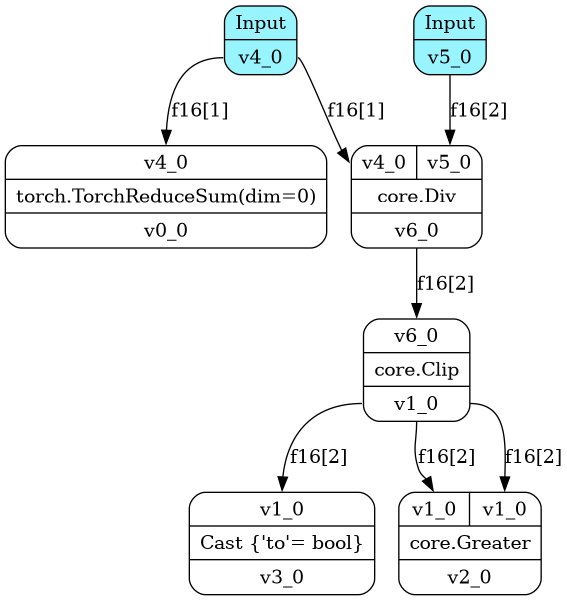 Input
v4_0
Input
v5_0
f16[1]
f16[1]
f16[2]
v4_0
torch.TorchReduceSum(dim=0)
v0_0
v4_0 v5_0
core.Div
v6_0
f16[2]
v6_0
core.Clip
v1_0
f16[2]
f16[2]
f16[2]
v1_0
Cast {'to'= bool}
v3_0
v1_0 v1_0
core.Greater
v2_0